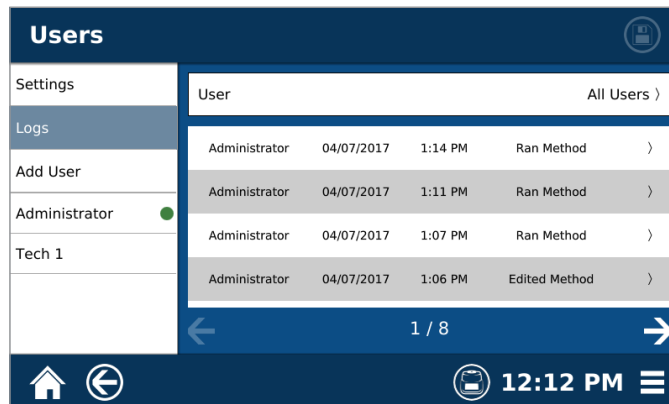 Users
Settings
Logs
Add User
Administrator
Tech 1
User All Users 〉
Administrator 04/07/2017 1:14 PM Ran Method 〉
Administrator 04/07/2017 1:11 PM Ran Method 〉
Administrator 04/07/2017 1:07 PM Ran Method 〉
Administrator 04/07/2017 1:06 PM Edited Method 〉
1 / 8
12:12 PM